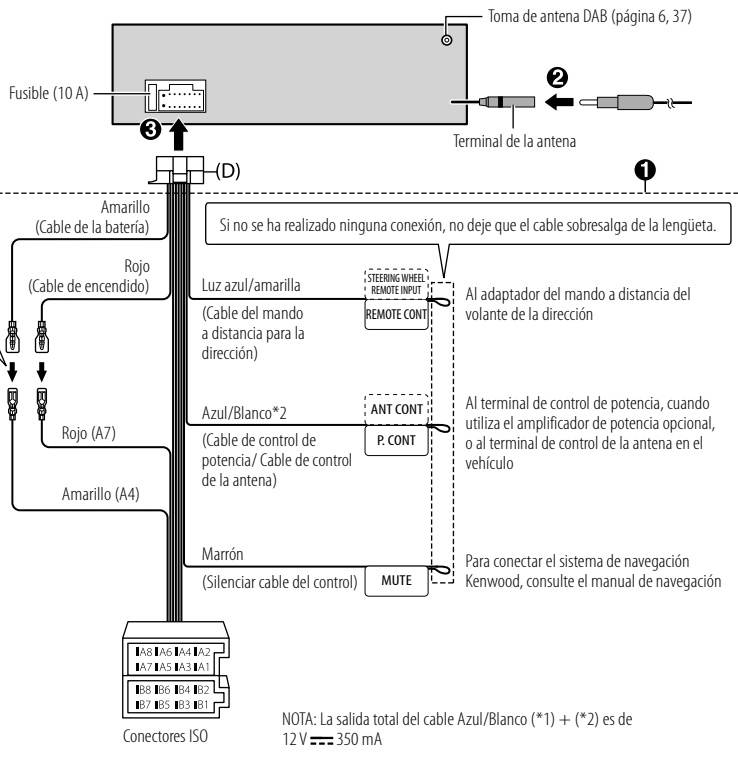 Toma de antena DAB (página 6, 37)
Fusible (10 A)
❷
❸
Terminal de la antena
(D)
❶
Amarillo
(Cable de la batería)
Si no se ha realizado ninguna conexión, no deje que el cable sobresalga de la lengüeta.
Rojo
(Cable de encendido)
Luz azul/amarilla
(Cable del mando
a distancia para la
dirección)
STEERING WHEEL
REMOTE INPUT
REMOTE CONT
Al adaptador del mando a distancia del
volante de la dirección
Azul/Blanco*2
(Cable de control de
potencia/ Cable de control
de la antena)
ANT CONT
P. CONT
Al terminal de control de potencia, cuando
utiliza el amplificador de potencia opcional,
o al terminal de control de la antena en el
vehículo
Rojo (A7)
Amarillo (A4)
Marrón
(Silenciar cable del control)
MUTE
Para conectar el sistema de navegación
Kenwood, consulte el manual de navegación
A8 A6 A4 A2
A7 A5 A3 A1
B8 B6 B4 B2
B7 B5 B3 B1
Conectores ISO
NOTA: La salida total del cable Azul/Blanco (*1) + (*2) es de
12 V ⎓ 350 mA